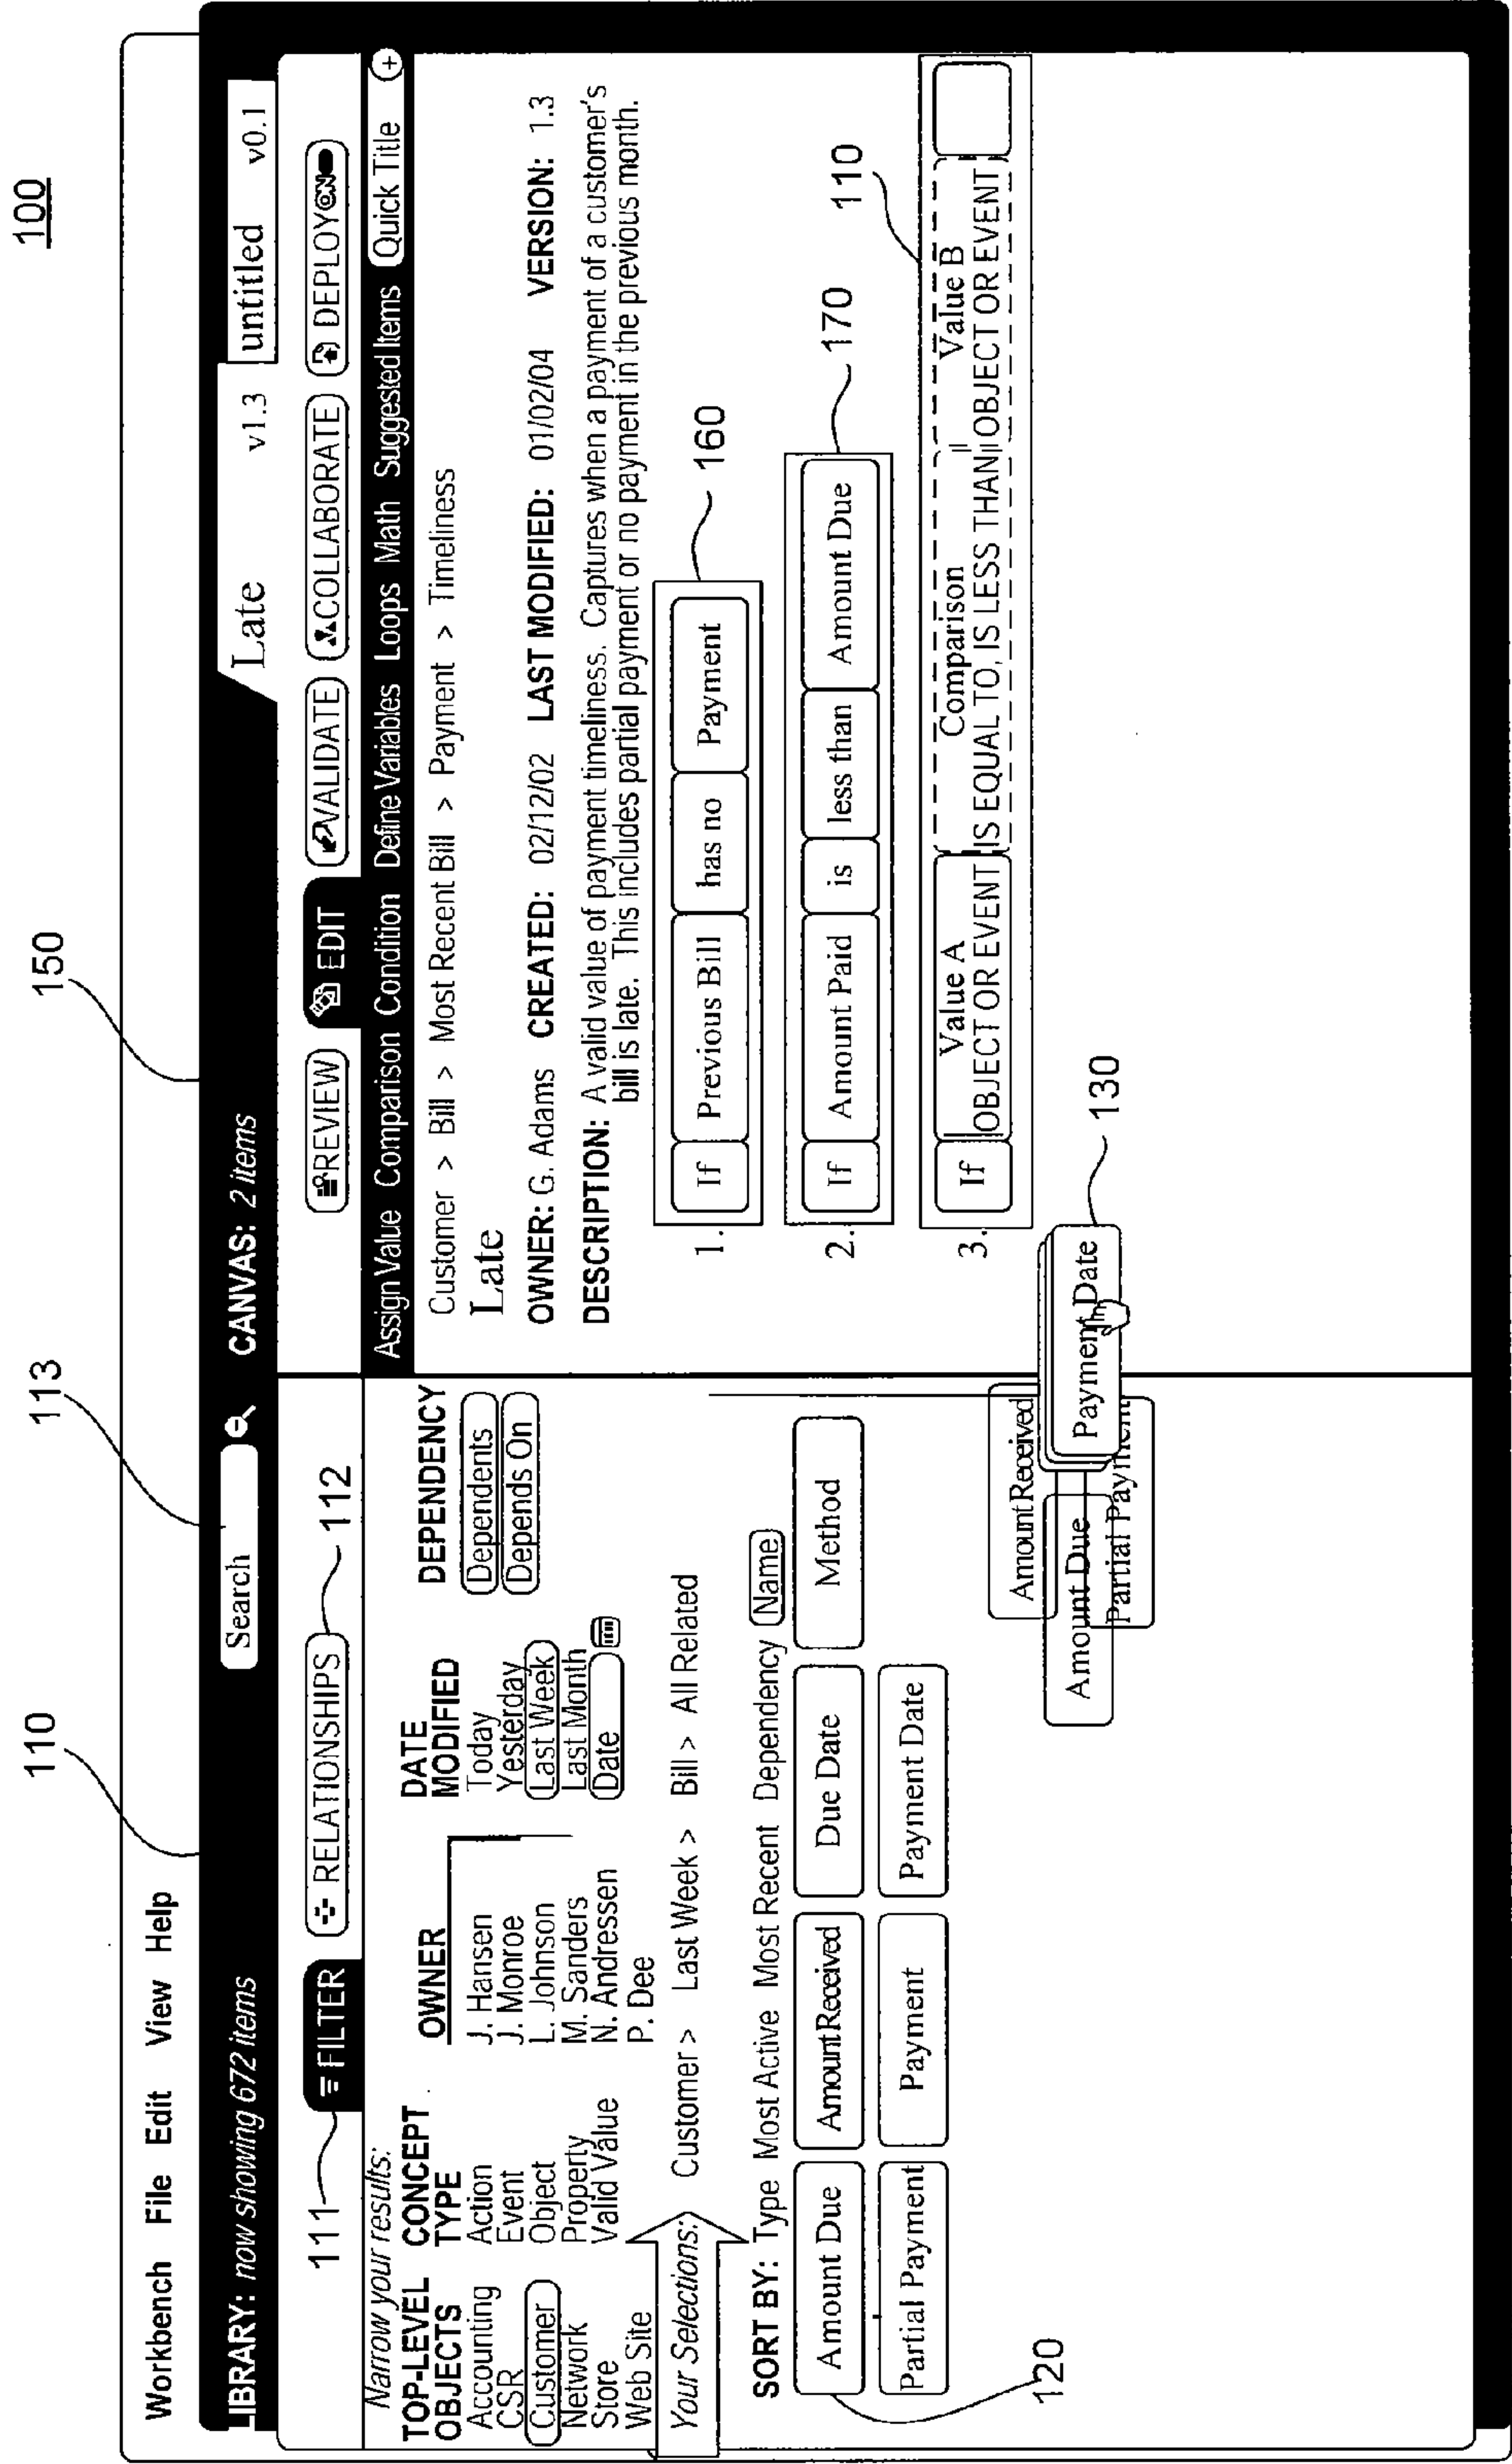 100
110
113
150
Workbench File Edit View Help
LIBRARY: now showing 672 items
Search
CANVAS: 2 items
Late v1.3
untitled v0.1
111
FILTER
RELATIONSHIPS
112
REVIEW
EDIT
VALIDATE
COLLABORATE
DEPLOY
Narrow your results:
TOP-LEVEL OBJECTS
Accounting
CSR
Customer
Network
Store
Web Site
CONCEPT TYPE
Action
Event
Object
Property
Valid Value
OWNER
J. Hansen
J. Monroe
L. Johnson
M. Sanders
N. Andressen
P. Dee
DATE MODIFIED
Today
Yesterday
Last Week
Last Month
Date
DEPENDENCY
Dependents
Depends On
Your Selections: Customer > Last Week > Bill > All Related
SORT BY: Type Most Active Most Recent Dependency Name
Amount Due
Amount Received
Due Date
Method
Partial Payment
Payment
Payment Date
120
Amount Received
Amount Due
Partial Payment
Payment Date
130
Assign Value Comparison Condition Define Variables Loops Math Suggested Items Quick Title +
Customer > Bill > Most Recent Bill > Payment > Timeliness
Late
OWNER: G. Adams CREATED: 02/12/02 LAST MODIFIED: 01/02/04 VERSION: 1.3
DESCRIPTION: A valid value of payment timeliness. Captures when a payment of a customer's
bill is late. This includes partial payment or no payment in the previous month.
1. If Previous Bill has no Payment
160
2. If Amount Paid is less than Amount Due
170
3. If
Value A Comparison Value B
OBJECT OR EVENT IS EQUAL TO, IS LESS THAN OBJECT OR EVENT
110